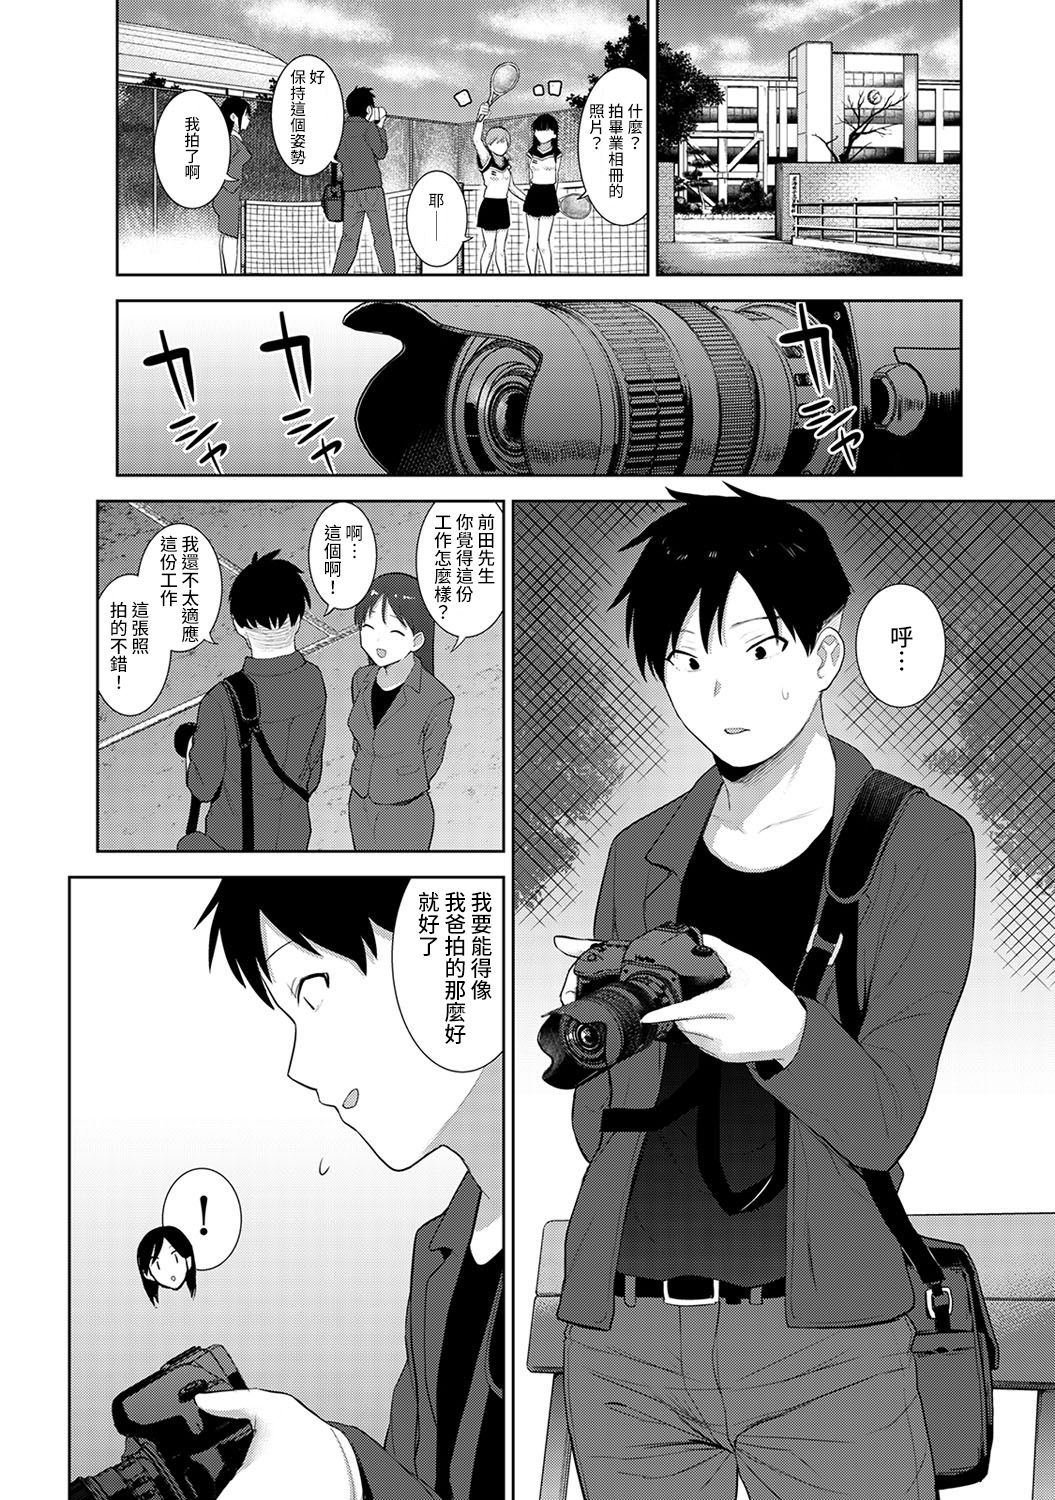 什麼？
拍畢業相冊的
照片？
耶──
好
保持這個姿勢
我拍了啊
カシャ
カシャ
呼…
前田先生
你覺得這份
工作怎麼樣？
啊…
這個啊！
我還不太適應
這份工作
這張照
拍的不錯！
我要能得像
我爸拍的那麼好
就好了
！